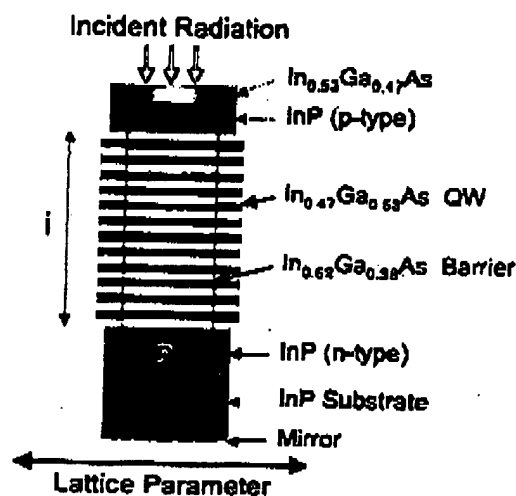 Incident Radiation
In0.53Ga0.47As
InP (p-type)
i
In0.47Ga0.53As QW
In0.62Ga0.38As Barrier
InP (n-type)
InP Substrate
Mirror
Lattice Parameter